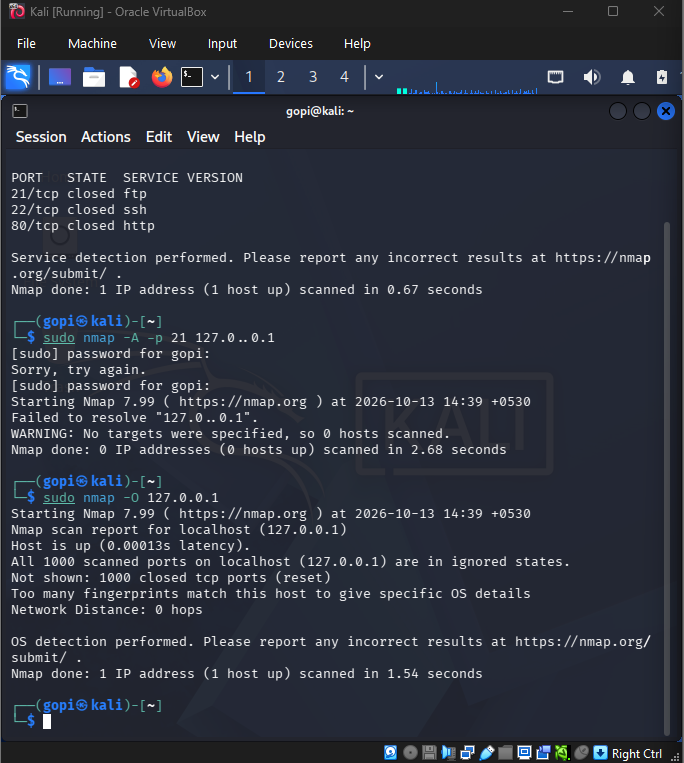 Kali [Running] - Oracle VirtualBox
File Machine View Input Devices Help
1 2 3 4
gopi@kali: ~
Session Actions Edit View Help
PORT STATE SERVICE VERSION
21/tcp closed ftp
22/tcp closed ssh
80/tcp closed http
Service detection performed. Please report any incorrect results at https://nmap
.org/submit/ .
Nmap done: 1 IP address (1 host up) scanned in 0.67 seconds
┌──(gopi㉿kali)-[~]
└─$ sudo nmap -A -p 21 127.0..0.1
[sudo] password for gopi:
Sorry, try again.
[sudo] password for gopi:
Starting Nmap 7.99 ( https://nmap.org ) at 2026-10-13 14:39 +0530
Failed to resolve "127.0..0.1".
WARNING: No targets were specified, so 0 hosts scanned.
Nmap done: 0 IP addresses (0 hosts up) scanned in 2.68 seconds
┌──(gopi㉿kali)-[~]
└─$ sudo nmap -O 127.0.0.1
Starting Nmap 7.99 ( https://nmap.org ) at 2026-10-13 14:39 +0530
Nmap scan report for localhost (127.0.0.1)
Host is up (0.00013s latency).
All 1000 scanned ports on localhost (127.0.0.1) are in ignored states.
Not shown: 1000 closed tcp ports (reset)
Too many fingerprints match this host to give specific OS details
Network Distance: 0 hops
OS detection performed. Please report any incorrect results at https://nmap.org/
submit/ .
Nmap done: 1 IP address (1 host up) scanned in 1.54 seconds
┌──(gopi㉿kali)-[~]
└─$
KALI
Right Ctrl